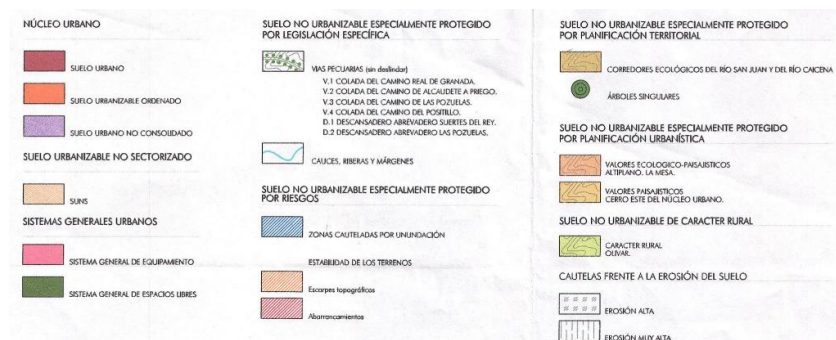 NÚCLEO URBANO
SUELO URBANO
SUELO URBANIZABLE ORDENADO
SUELO URBANO NO CONSOLIDADO
SUELO URBANIZABLE NO SECTORIZADO
SUNS
SISTEMAS GENERALES URBANOS
SISTEMA GENERAL DE EQUIPAMIENTO
SISTEMA GENERAL DE ESPACIOS LIBRES
SUELO NO URBANIZABLE ESPECIALMENTE PROTEGIDO
POR LEGISLACIÓN ESPECÍFICA
VIAS PECUARIAS (sin deslindar)
V.1 COLADA DEL CAMINO REAL DE GRANADA.
V.2 COLADA DEL CAMINO DE ALCAUDETE A PRIEGO.
V.3 COLADA DEL CAMINO DE LAS POZUELAS.
V.4 COLADA DEL CAMINO DEL POSITILLO.
D.1 DESCANSADERO ABREVADERO SUERTES DEL REY.
D.2 DESCANSADERO ABREVADERO LAS POZUELAS.
CAUCES, RIBERAS Y MÁRGENES
SUELO NO URBANIZABLE ESPECIALMENTE PROTEGIDO
POR RIESGOS
ZONAS CAUTELADAS POR UNUNDACIÓN
ESTABILIDAD DE LOS TERRENOS
Escarpes topográficos
Abarrancamientos
SUELO NO URBANIZABLE ESPECIALMENTE PROTEGIDO
POR PLANIFICACIÓN TERRITORIAL
CORREDORES ECOLÓGICOS DEL RÍO SAN JUAN Y DEL RÍO CAICENA
ÁRBOLES SINGULARES
SUELO NO URBANIZABLE ESPECIALMENTE PROTEGIDO
POR PLANIFICACIÓN URBANÍSTICA
VALORES ECOLOGICO-PAISAJISTICOS
ALTIPLANO. LA MESA.
VALORES PAISAJISTICOS
CERRO ESTE DEL NÚCLEO URBANO.
SUELO NO URBANIZABLE DE CARACTER RURAL
CARACTER RURAL
OLIVAR.
CAUTELAS FRENTE A LA EROSIÓN DEL SUELO
EROSIÓN ALTA
EROSIÓN MUY ALTA